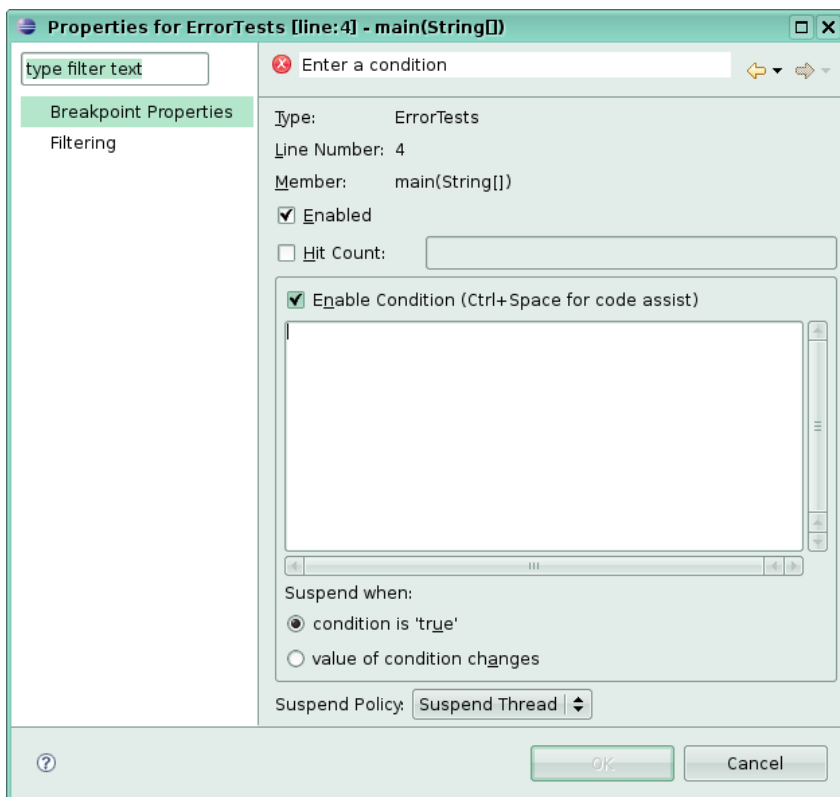 Properties for ErrorTests [line:4] - main(String[])
type filter text
Enter a condition
Breakpoint Properties
Filtering
Type: ErrorTests
Line Number: 4
Member: main(String[])
Enabled
Hit Count:
Enable Condition (Ctrl+Space for code assist)
Suspend when:
condition is 'true'
value of condition changes
Suspend Policy: Suspend Thread
OK Cancel